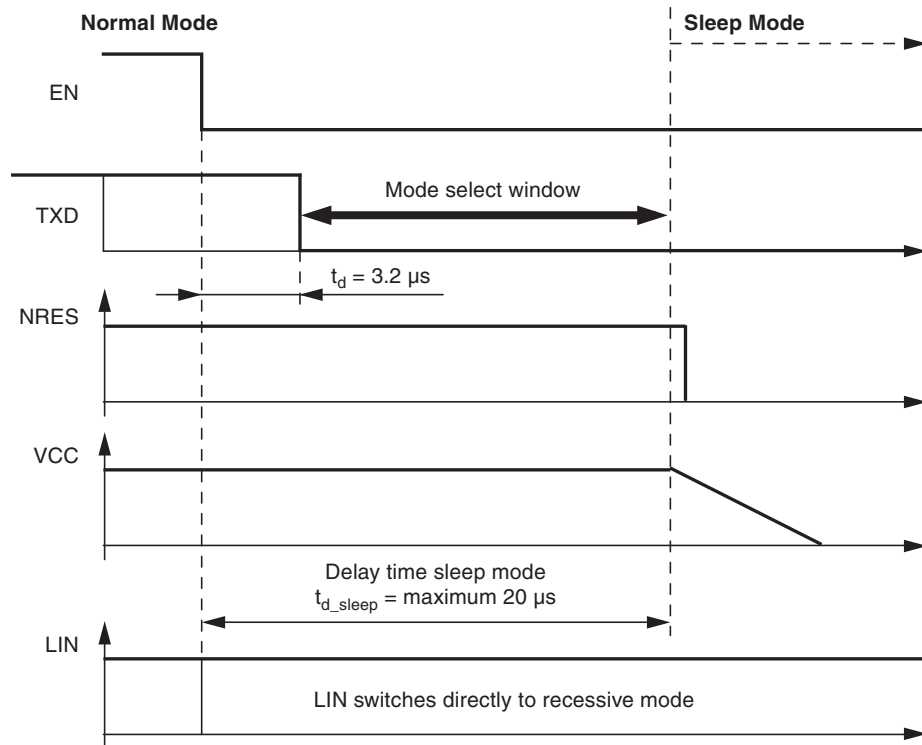 Normal Mode
Sleep Mode
EN
Mode select window
TXD
t_d = 3.2 µs
NRES
VCC
Delay time sleep mode
t_d_sleep = maximum 20 µs
LIN
LIN switches directly to recessive mode